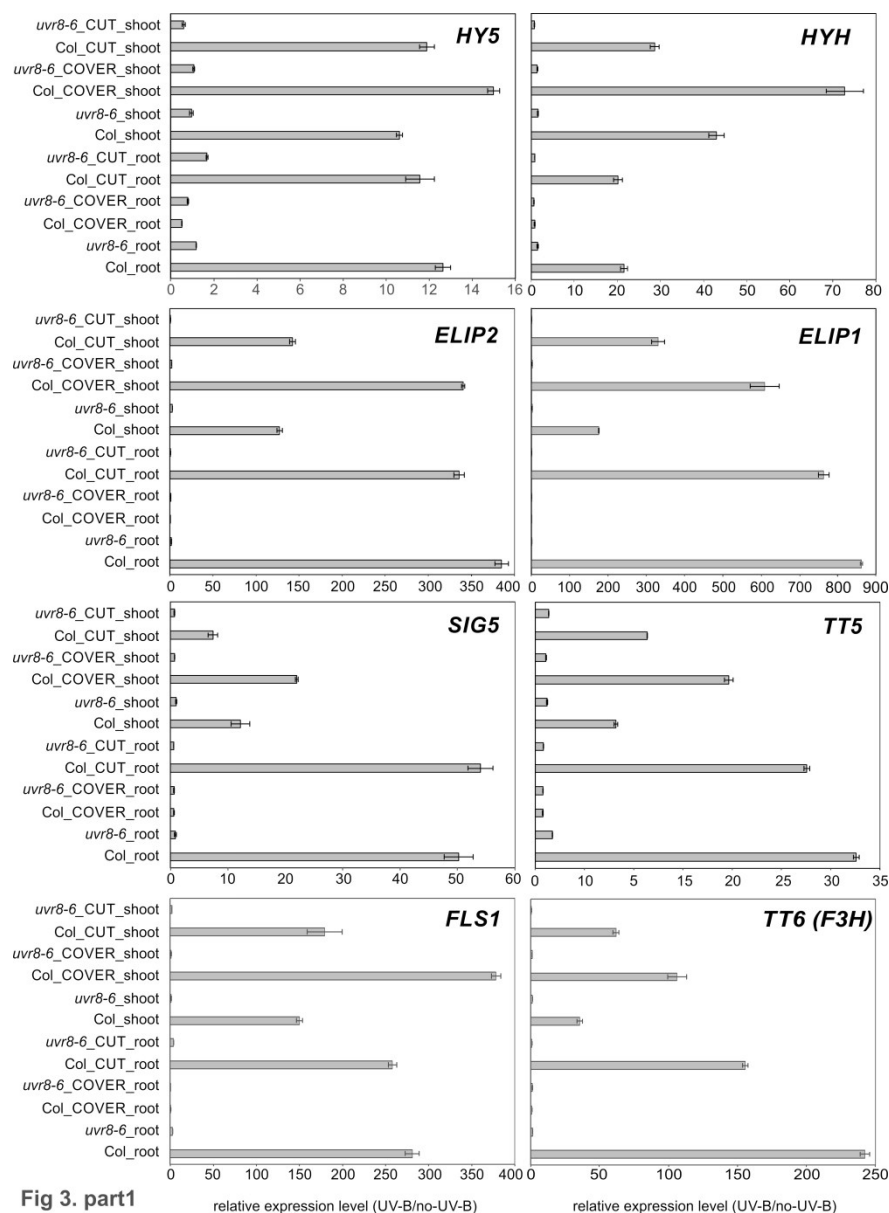 uvr8-6_CUT_shoot
Col_CUT_shoot
uvr8-6_COVER_shoot
Col_COVER_shoot
uvr8-6_shoot
Col_shoot
uvr8-6_CUT_root
Col_CUT_root
uvr8-6_COVER_root
Col_COVER_root
uvr8-6_root
Col_root
HY5
0 2 4 6 8 10 12 14 16
HYH
0 10 20 30 40 50 60 70 80
uvr8-6_CUT_shoot
Col_CUT_shoot
uvr8-6_COVER_shoot
Col_COVER_shoot
uvr8-6_shoot
Col_shoot
uvr8-6_CUT_root
Col_CUT_root
uvr8-6_COVER_root
Col_COVER_root
uvr8-6_root
Col_root
ELIP2
0 50 100 150 200 250 300 350 400
ELIP1
0 100 200 300 400 500 600 700 800 900
uvr8-6_CUT_shoot
Col_CUT_shoot
uvr8-6_COVER_shoot
Col_COVER_shoot
uvr8-6_shoot
Col_shoot
uvr8-6_CUT_root
Col_CUT_root
uvr8-6_COVER_root
Col_COVER_root
uvr8-6_root
Col_root
SIG5
0 10 20 30 40 50 60
TT5
0 10 5 15 20 10 35
uvr8-6_CUT_shoot
Col_CUT_shoot
uvr8-6_COVER_shoot
Col_COVER_shoot
uvr8-6_shoot
Col_shoot
uvr8-6_CUT_root
Col_CUT_root
uvr8-6_COVER_root
Col_COVER_root
uvr8-6_root
Col_root
FLS1
0 50 100 150 200 250 300 350 400
TT6 (F3H)
0 50 100 150 200 250
Fig 3. part1
relative expression level (UV-B/no-UV-B)
relative expression level (UV-B/no-UV-B)